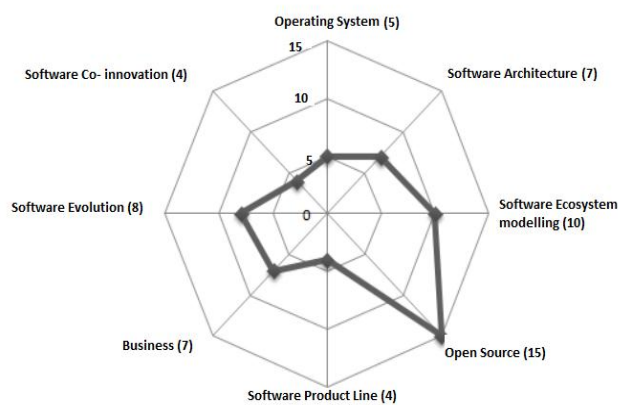 Operating System (5)
15
Software Co- innovation (4)
Software Architecture (7)
10
5
Software Evolution (8)
0
Software Ecosystem
modelling (10)
Business (7)
Open Source (15)
Software Product Line (4)